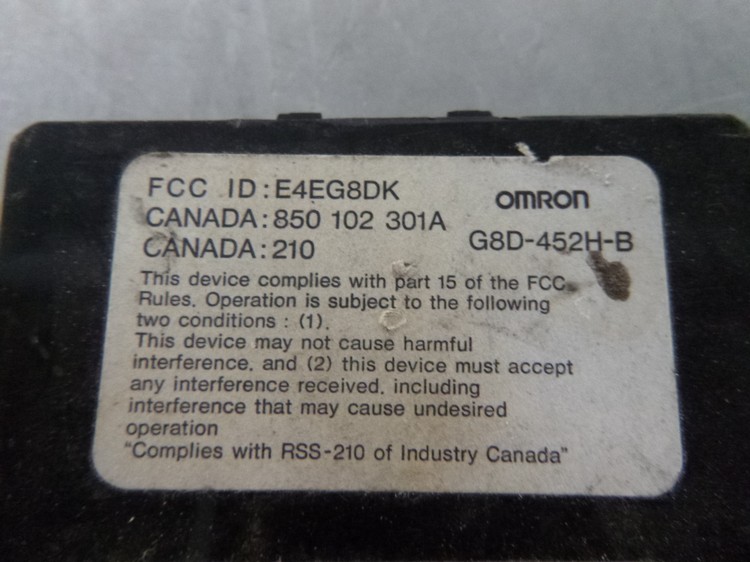 FCC ID:E4EG8DK
OMRON
CANADA:850 102 301A
G8D-452H-B
CANADA:210
This device complies with part 15 of the FCC
Rules. Operation is subject to the following
two conditions : (1).
This device may not cause harmful
interference. and (2) this device must accept
any interference received. including
interference that may cause undesired
operation
"Complies with RSS-210 of Industry Canada"